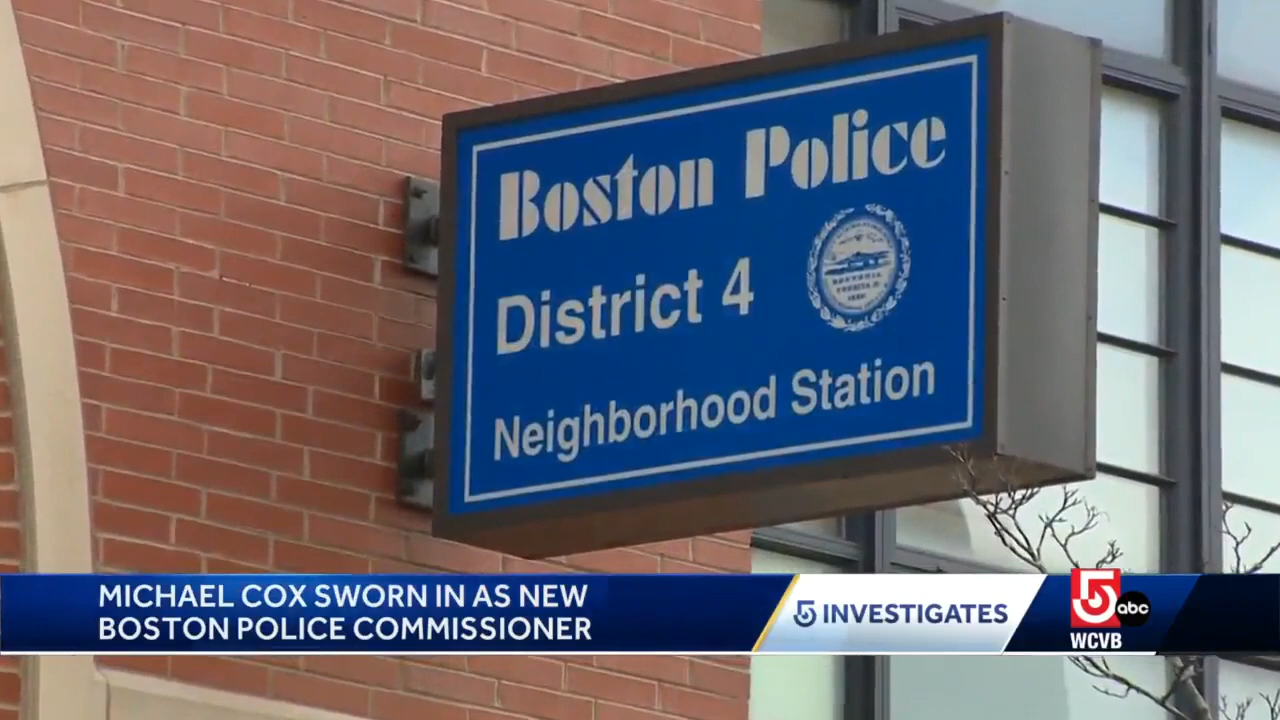 Boston Police
District 4
Neighborhood Station
MICHAEL COX SWORN IN AS NEW
BOSTON POLICE COMMISSIONER
5 INVESTIGATES
5 abc
WCVB